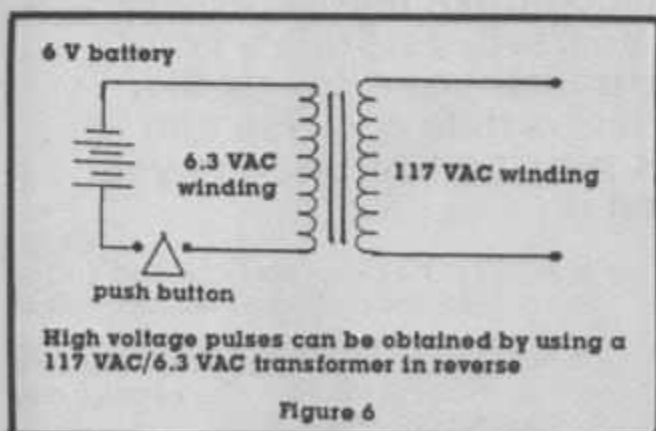 6 V battery
6.3 VAC
winding
117 VAC winding
push button
High voltage pulses can be obtained by using a
117 VAC/6.3 VAC transformer in reverse
Figure 6